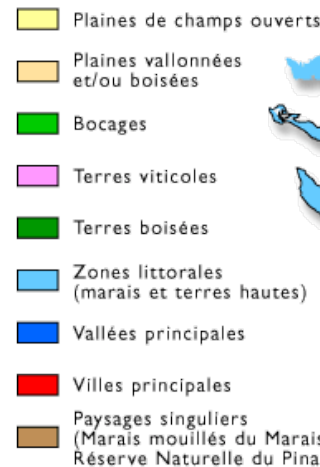 Plaines de champs ouverts
Plaines vallonnées
et/ou boisées
Bocages
Terres viticoles
Terres boisées
Zones littorales
(marais et terres hautes)
Vallées principales
Villes principales
Paysages singuliers
(Marais mouillés du Marais
Réserve Naturelle du Pina